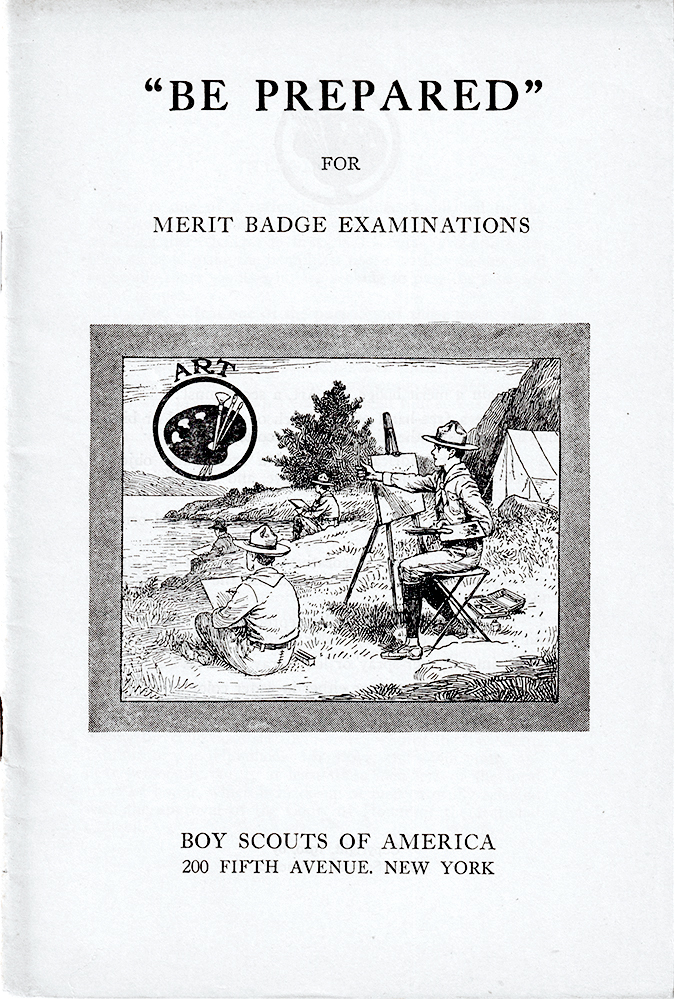 “BE PREPARED”
FOR
MERIT BADGE EXAMINATIONS
ART
BOY SCOUTS OF AMERICA
200 FIFTH AVENUE. NEW YORK